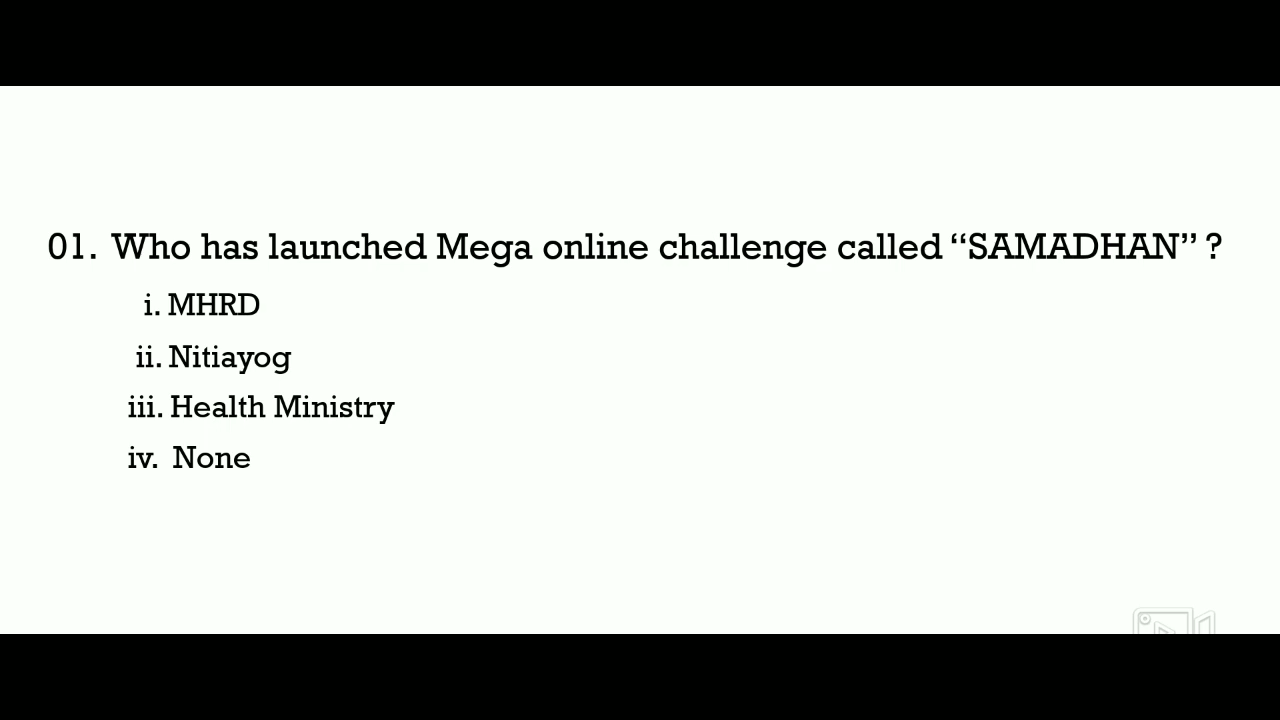 01. Who has launched Mega online challenge called “SAMADHAN” ?
i. MHRD
ii. Nitiayog
iii. Health Ministry
iv. None